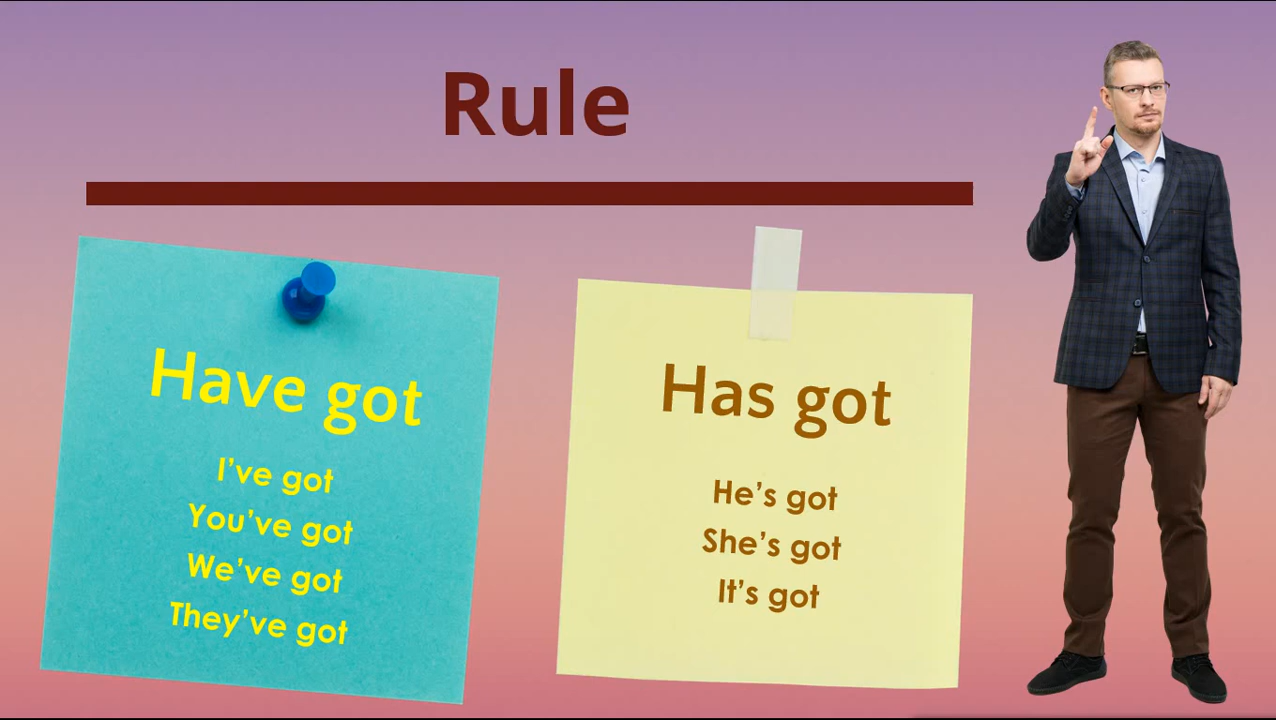 Rule
Have got
I've got
You've got
We've got
They've got
Has got
He's got
She's got
It's got